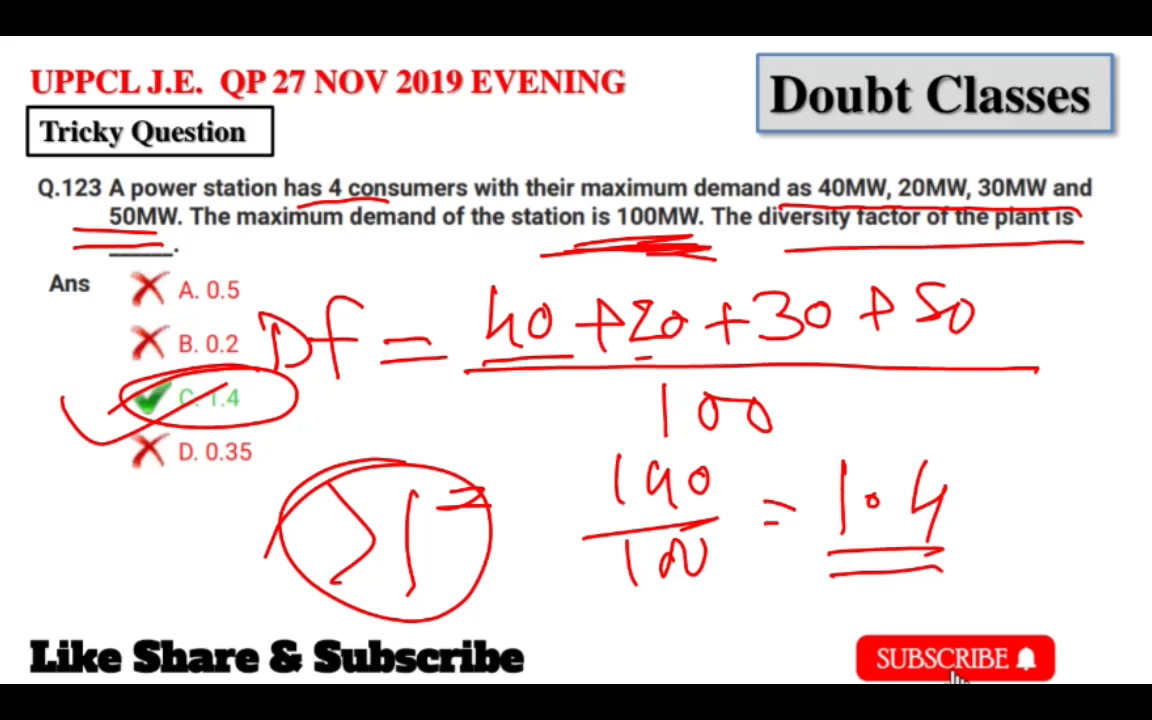 UPPCL J.E. QP 27 NOV 2019 EVENING
Doubt Classes
Tricky Question
Q.123 A power station has 4 consumers with their maximum demand as 40MW, 20MW, 30MW and
50MW. The maximum demand of the station is 100MW. The diversity factor of the plant is
______.
Ans
A. 0.5
B. 0.2
C. 1.4
D. 0.35
Df = 40 + 20 + 30 + 50
100
140
100
= 1.4
>1
Like Share & Subscribe
SUBSCRIBE